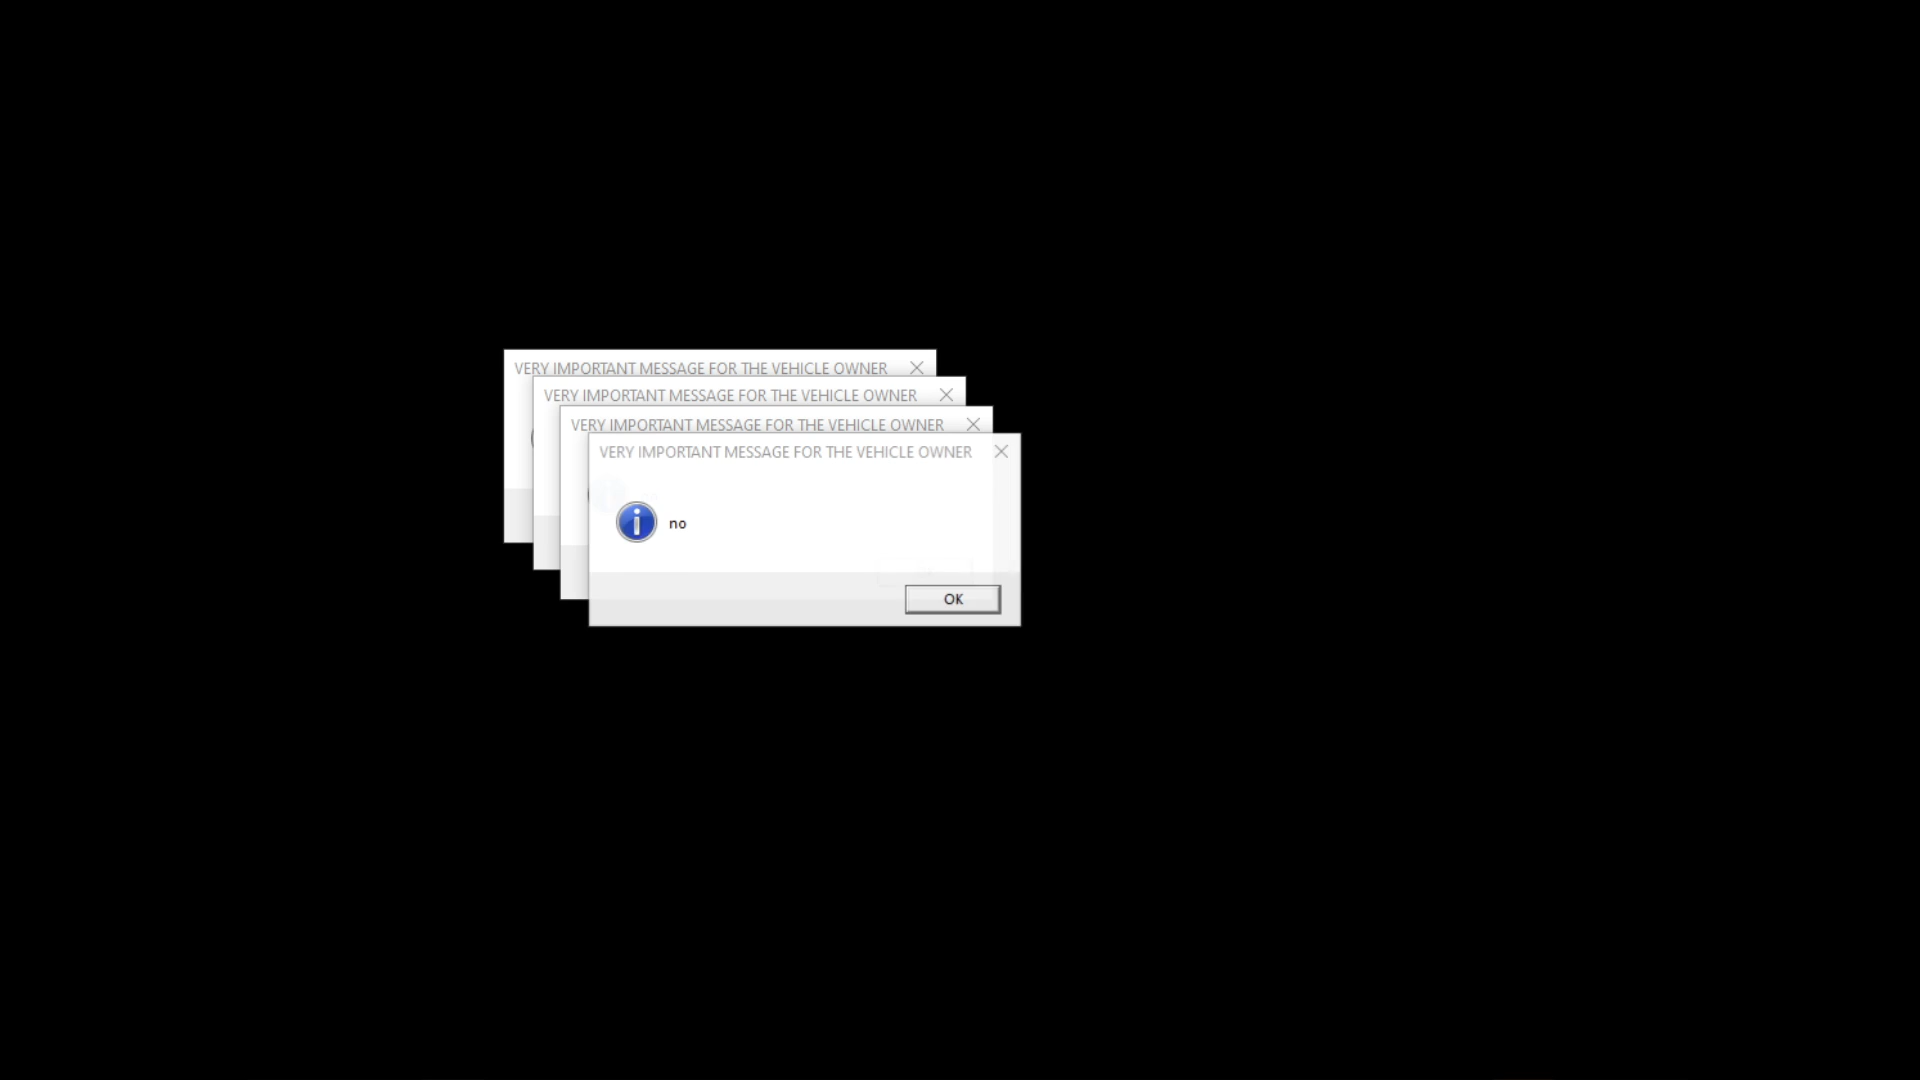 VERY IMPORTANT MESSAGE FOR THE VEHICLE OWNER
VERY IMPORTANT MESSAGE FOR THE VEHICLE OWNER
VERY IMPORTANT MESSAGE FOR THE VEHICLE OWNER
VERY IMPORTANT MESSAGE FOR THE VEHICLE OWNER
no
OK